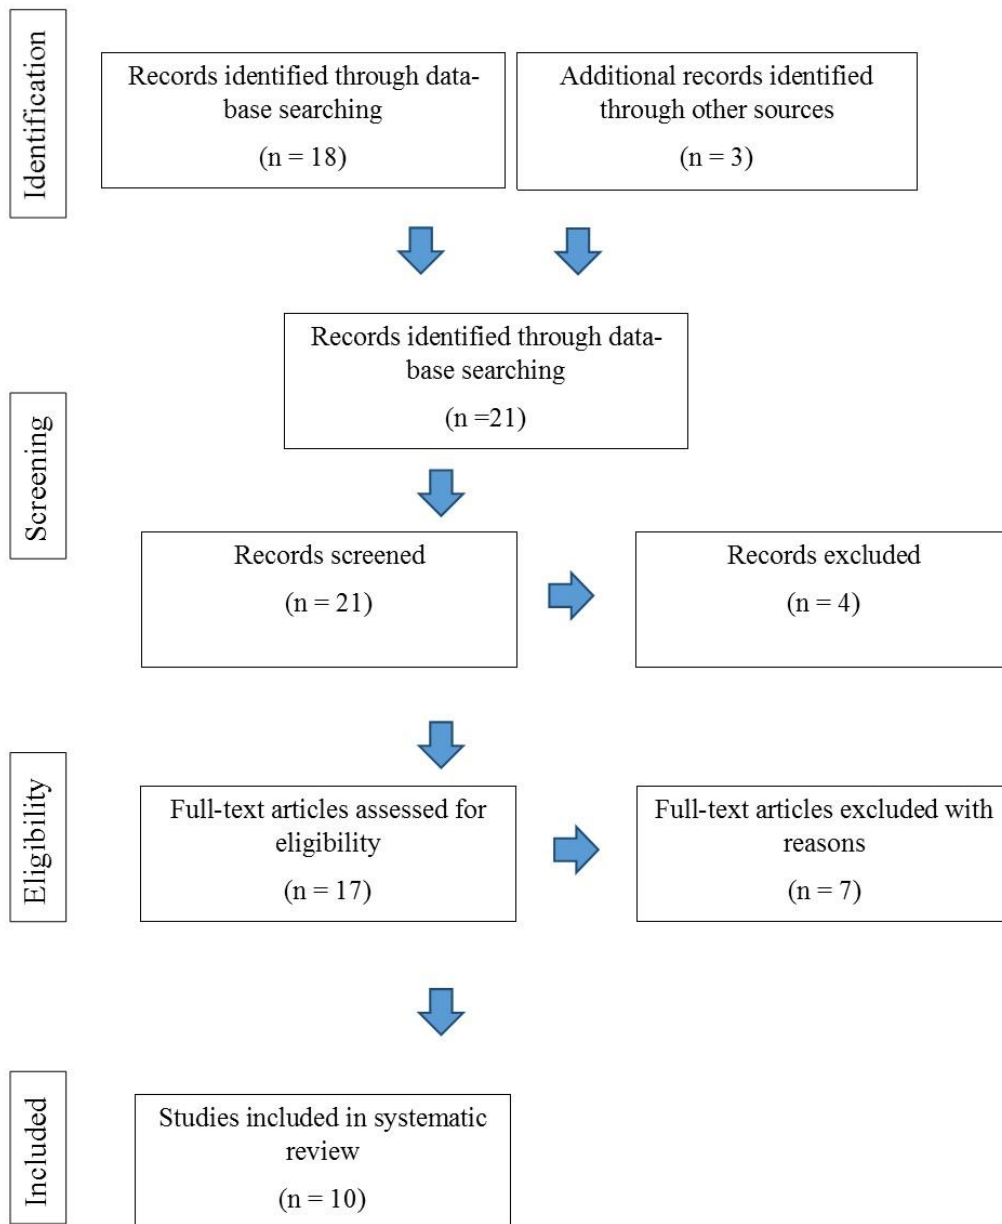 Identification
Records identified through data-
base searching
(n = 18)
Additional records identified
through other sources
(n = 3)
Screening
Records identified through data-
base searching
(n =21)
Records screened
(n = 21)
Records excluded
(n = 4)
Eligibility
Full-text articles assessed for
eligibility
(n = 17)
Full-text articles excluded with
reasons
(n = 7)
Included
Studies included in systematic
review
(n = 10)